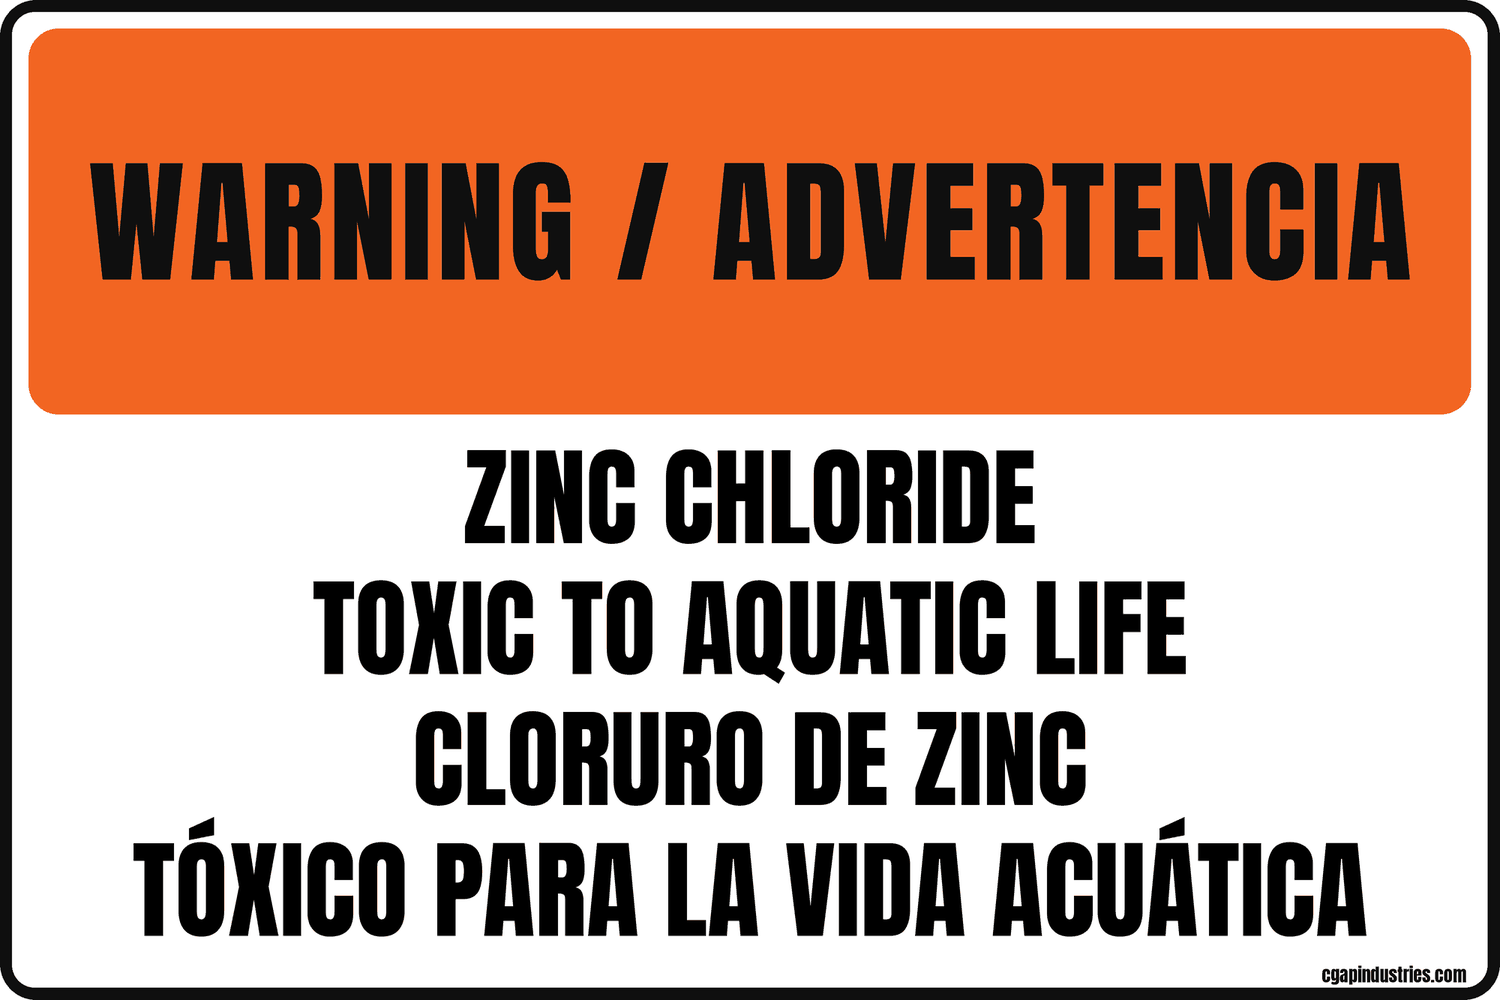 WARNING / ADVERTENCIA
ZINC CHLORIDE
TOXIC TO AQUATIC LIFE
CLORURO DE ZINC
TÓXICO PARA LA VIDA ACUÁTICA
cgapindustries.com